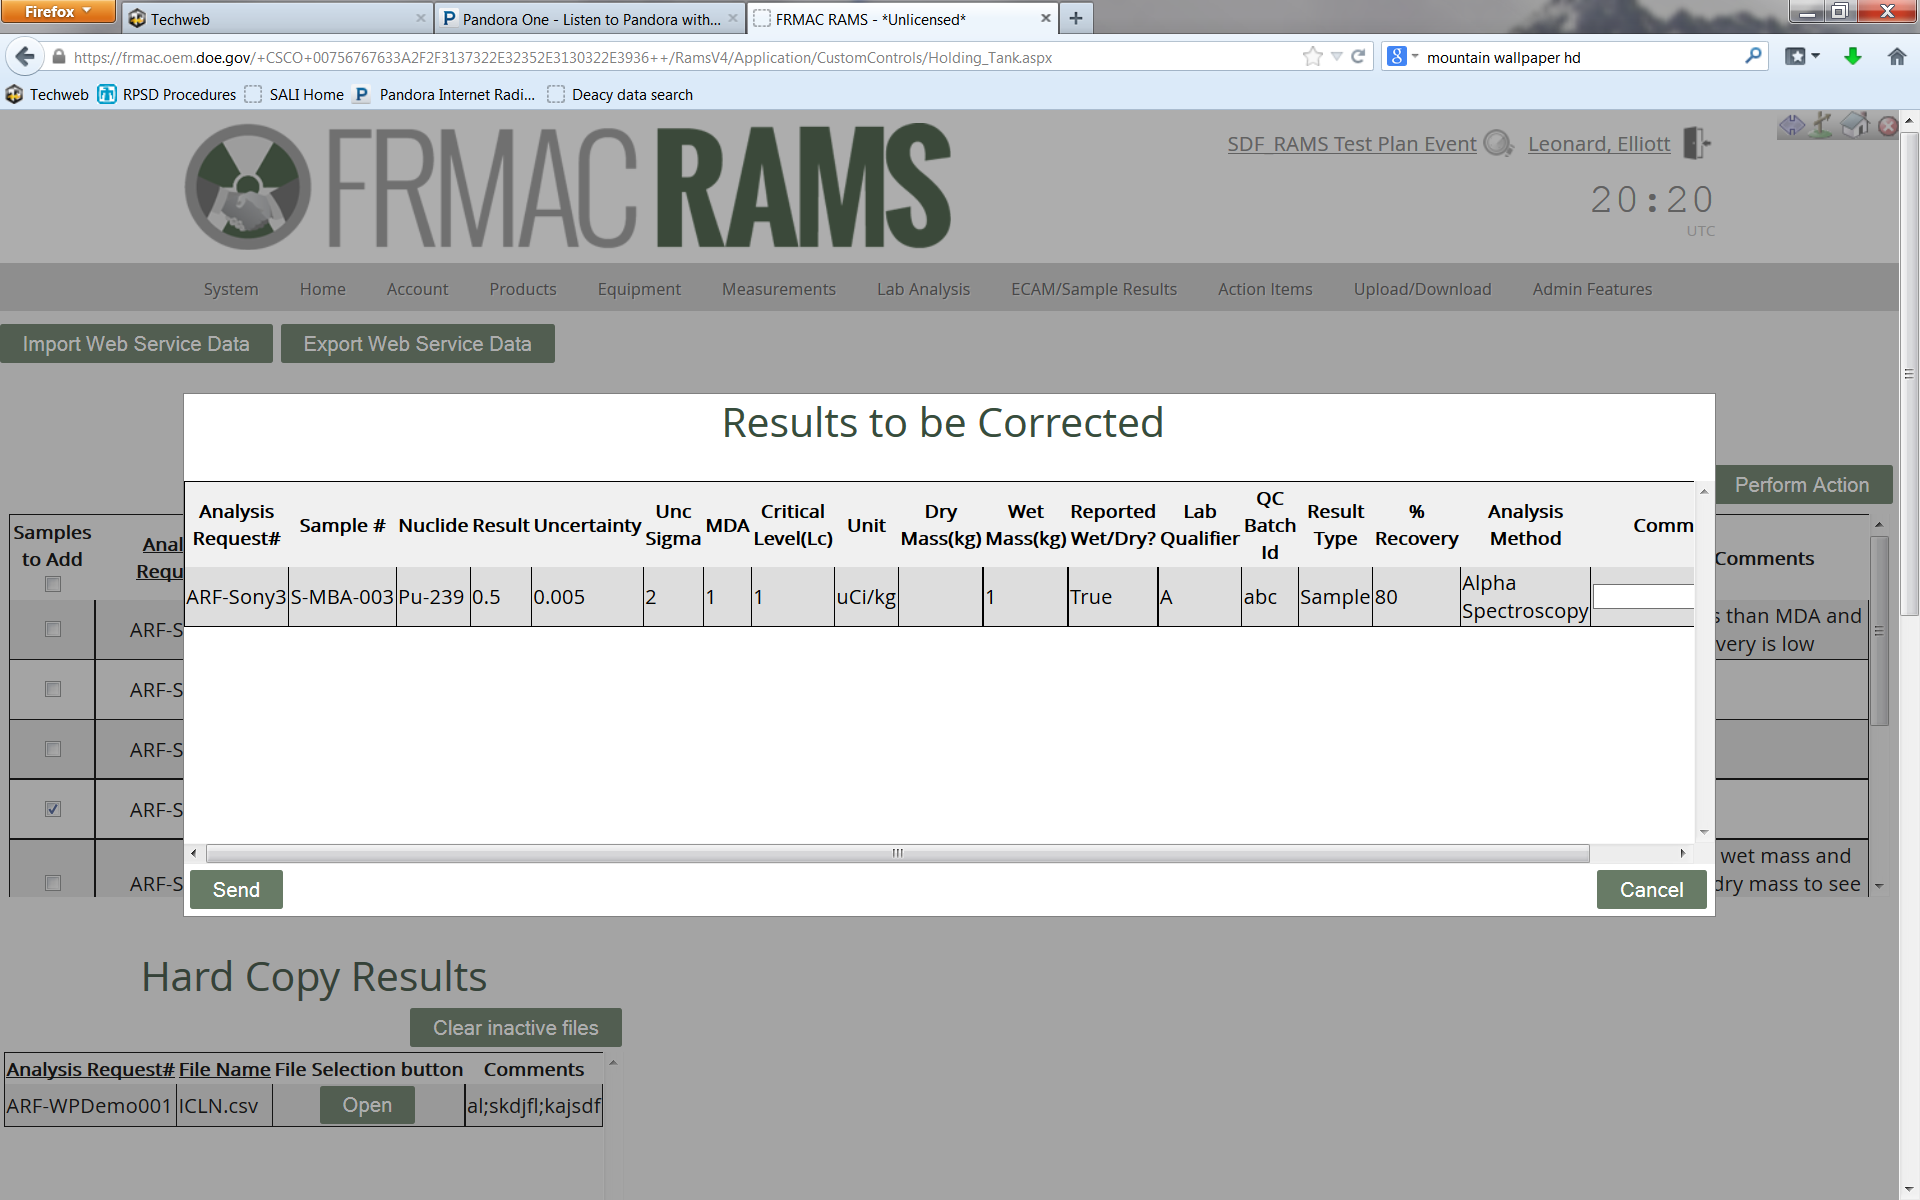 Firefox
Techweb
Pandora One - Listen to Pandora with...
FRMAC RAMS - *Unlicensed*
https://frmac.oem.doe.gov/+CSCO+00756767633A2F2F3137322E32352E3130322E3936++/RamsV4/Application/CustomControls/Holding_Tank.aspx
mountain wallpaper hd
Techweb
RPSD Procedures
SALI Home
Pandora Internet Radi...
Deacy data search
FRMAC RAMS
SDF_RAMS Test Plan Event
Leonard, Elliott
20:20
UTC
System Home Account Products Equipment Measurements Lab Analysis ECAM/Sample Results Action Items Upload/Download Admin Features
Import Web Service Data
Export Web Service Data
Results to be Corrected
Perform Action
Samples
to Add
Anal
Requ
Analysis
Request#
Sample #
Nuclide
Result
Uncertainty
Unc
Sigma
MDA
Critical
Level(Lc)
Unit
Dry
Mass(kg)
Wet
Mass(kg)
Reported
Wet/Dry?
Lab
Qualifier
QC
Batch
Id
Result
Type
%
Recovery
Analysis
Method
Comm
Comments
ARF-Sony3 S-MBA-003 Pu-239 0.5 0.005 2 1 1 uCi/kg 1 True A abc Sample 80
Alpha
Spectroscopy
ARF-S
s than MDA and
very is low
ARF-S
ARF-S
ARF-S
ARF-S
wet mass and
dry mass to see
Send
Cancel
Hard Copy Results
Clear inactive files
Analysis Request# File Name File Selection button Comments
ARF-WPDemo001 ICLN.csv Open al;skdjfl;kajsdf